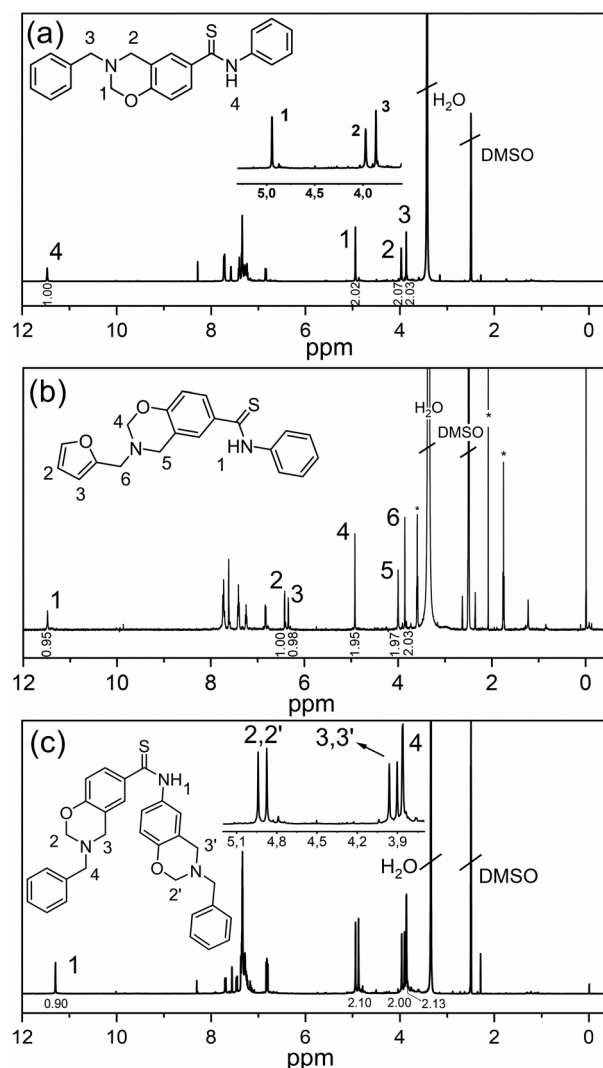 (a)
3
2
S
N
N
H
4
1
O
1
2
3
5,0
4,5
4,0
H₂O
DMSO
4
1
2
3
1.00
2.02
2.07
2.03
12
10
8
6
4
2
0
ppm
(b)
4
O
S
N
N
H
O
2
3
6
5
1
H₂O
DMSO
*
*
*
1
2
3
4
5
6
0.95
1.00
0.98
1.95
1.97
2.03
12
10
8
6
4
2
0
ppm
(c)
S
NH
1
O
2
N
3
4
3'
O
N
2'
2,2'
3,3'
4
5,1
4,8
4,5
4,2
3,9
H₂O
DMSO
1
0.90
2.10
2.00
2.13
12
10
8
6
4
2
0
ppm